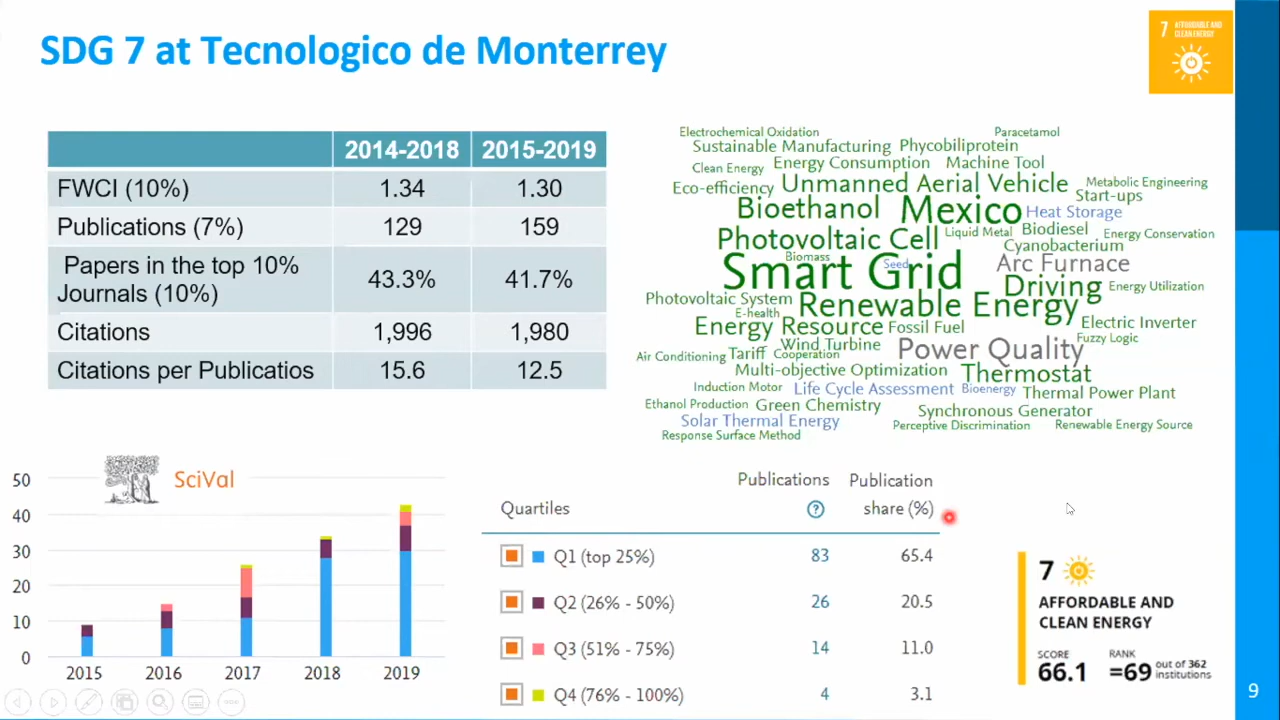 SDG 7 at Tecnologico de Monterrey
7 AFFORDABLE AND CLEAN ENERGY
2014-2018 2015-2019
FWCI (10%) 1.34 1.30
Publications (7%) 129 159
Papers in the top 10% Journals (10%) 43.3% 41.7%
Citations 1,996 1,980
Citations per Publicatios 15.6 12.5
Electrochemical Oxidation Paracetamol
Sustainable Manufacturing Phycobiliprotein
Clean Energy Energy Consumption Machine Tool
Eco-efficiency Unmanned Aerial Vehicle Metabolic Engineering
Start-ups
Bioethanol Mexico Heat Storage
Photovoltaic Cell Liquid Metal Biodiesel Energy Conservation
Cyanobacterium
Biomass
Smart Grid Seed Arc Furnace
Driving Energy Utilization
Photovoltaic System Renewable Energy
E-health
Energy Resource Fossil Fuel Electric Inverter
Fuzzy Logic
Wind Turbine
Air Conditioning Tariff Cooperation Power Quality
Multi-objective Optimization Thermostat
Induction Motor Life Cycle Assessment Bioenergy Thermal Power Plant
Ethanol Production Green Chemistry Synchronous Generator
Solar Thermal Energy Perceptive Discrimination Renewable Energy Source
Response Surface Method
SciVal
50
40
30
20
10
0
2015 2016 2017 2018 2019
Quartiles Publications ? Publication share (%)
Q1 (top 25%) 83 65.4
Q2 (26% - 50%) 26 20.5
Q3 (51% - 75%) 14 11.0
Q4 (76% - 100%) 4 3.1
7
AFFORDABLE AND
CLEAN ENERGY
SCORE RANK
66.1 =69 out of 362 institutions
9